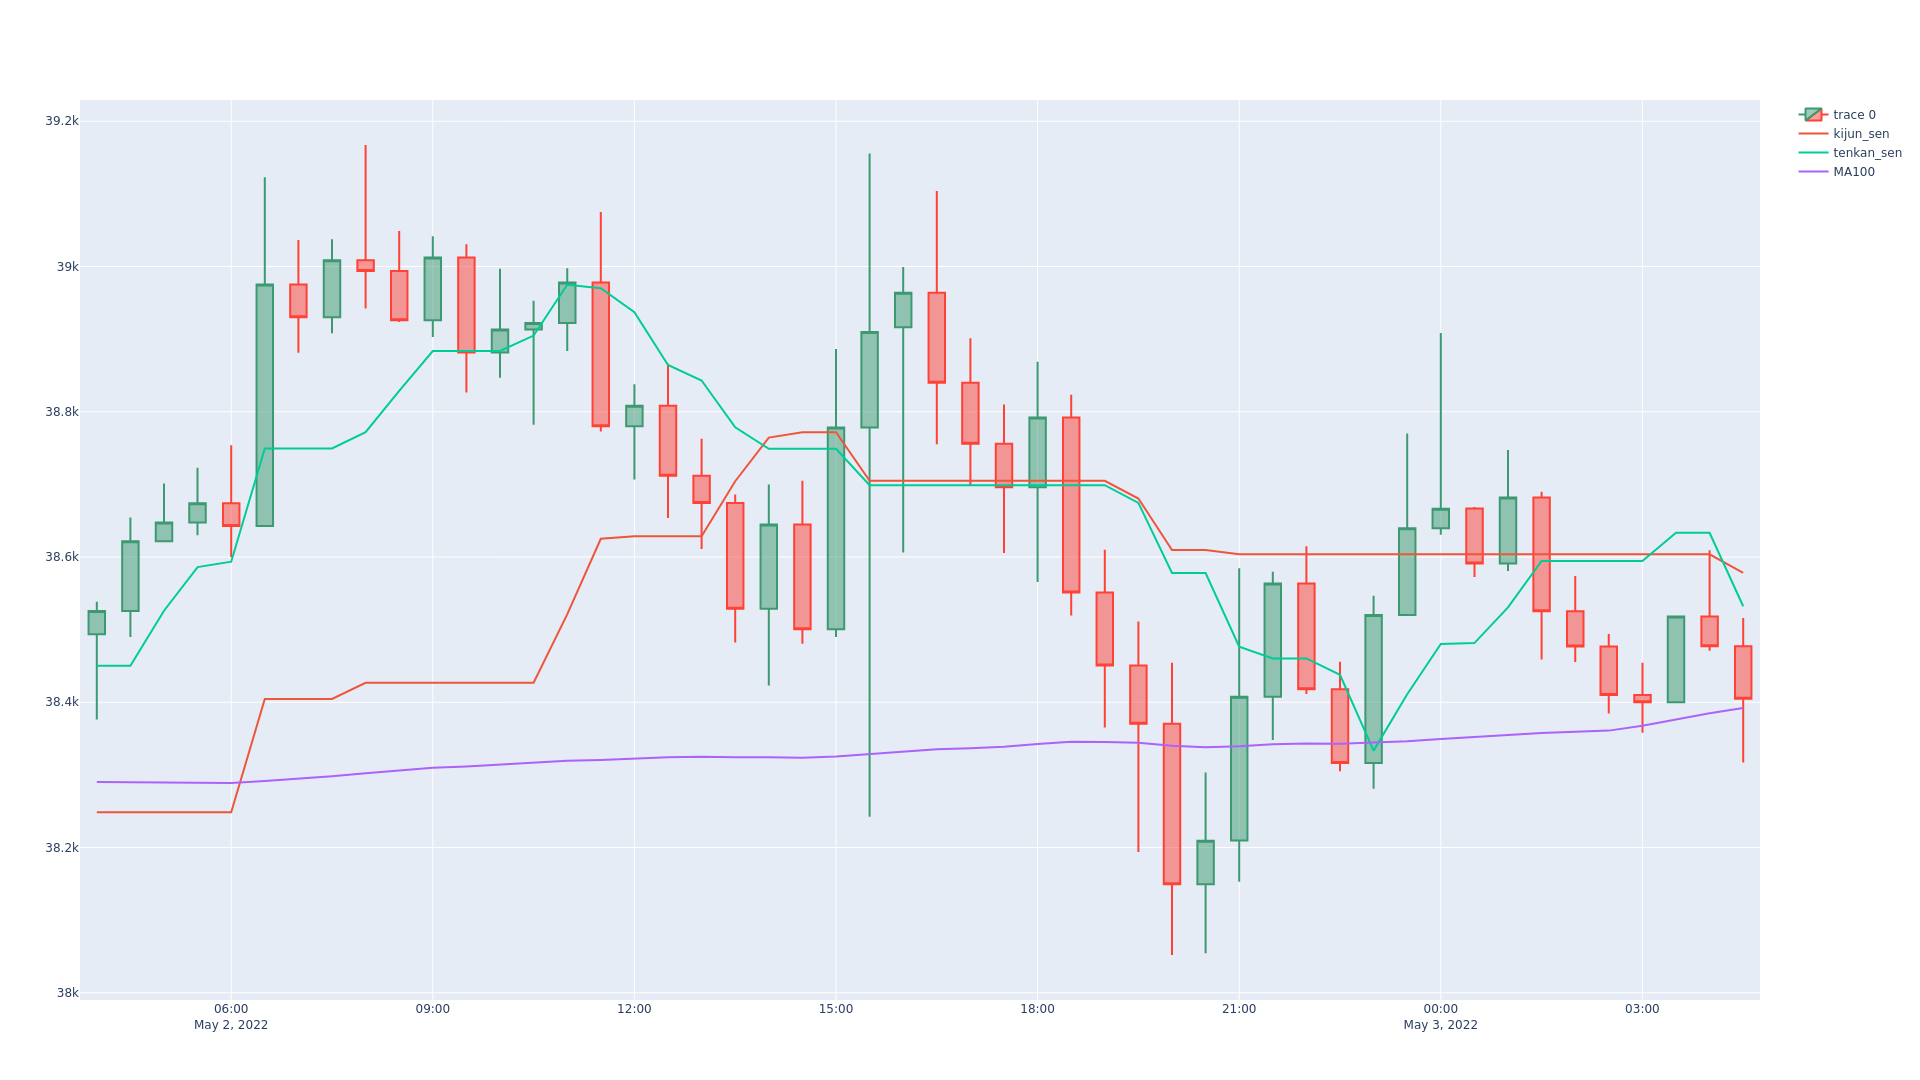 39.2k
39k
38.8k
38.6k
38.4k
38.2k
38k
06:00
May 2, 2022
09:00
12:00
15:00
18:00
21:00
00:00
May 3, 2022
03:00
trace 0
kijun_sen
tenkan_sen
MA100